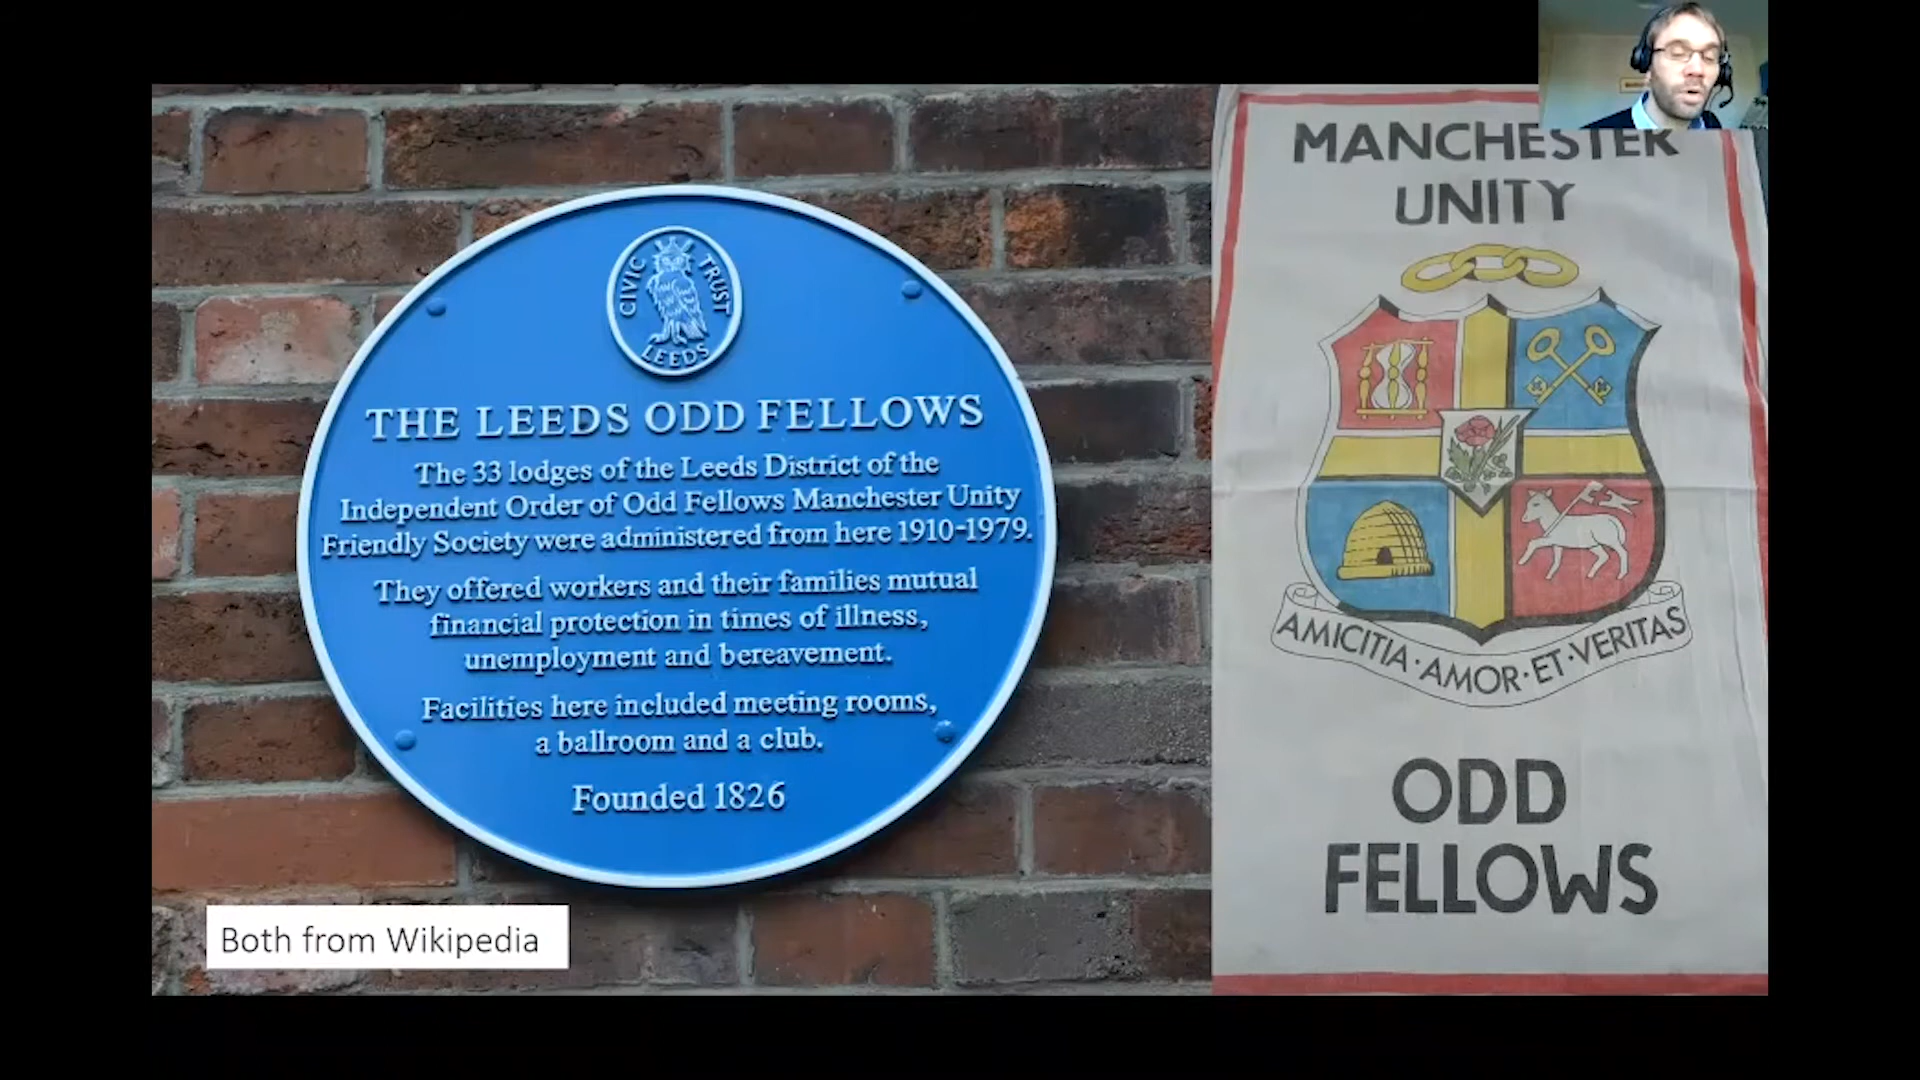 CIVIC TRUST
LEEDS
THE LEEDS ODD FELLOWS
The 33 lodges of the Leeds District of the
Independent Order of Odd Fellows Manchester Unity
Friendly Society were administered from here 1910-1979.
They offered workers and their families mutual
financial protection in times of illness,
unemployment and bereavement.
Facilities here included meeting rooms,
a ballroom and a club.
Founded 1826
Both from Wikipedia
MANCHESTER
UNITY
AMICITIA·AMOR·ET·VERITAS
ODD
FELLOWS